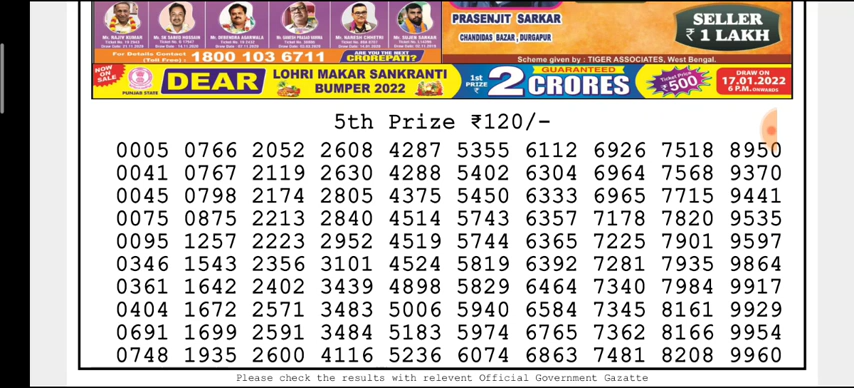 PRASENJIT SARKAR
CHANDIDAS BAZAR, DURGAPUR
SELLER
₹ 1 LAKH
For Details Contact
(Toll Free) : 1800 103 6711
ARE YOU THE NEXT
CROREPATI?
Scheme given by : TIGER ASSOCIATES, West Bengal.
NOW ON SALE
PUNJAB STATE
DEAR
LOHRI MAKAR SANKRANTI
BUMPER 2022
1st PRIZE ₹
GUARANTEED
2 CRORES
Ticket Price
₹500
DRAW ON
17.01.2022
6 P.M. ONWARDS
5th Prize ₹120/-
0005 0766 2052 2608 4287 5355 6112 6926 7518 8950
0041 0767 2119 2630 4288 5402 6304 6964 7568 9370
0045 0798 2174 2805 4375 5450 6333 6965 7715 9441
0075 0875 2213 2840 4514 5743 6357 7178 7820 9535
0095 1257 2223 2952 4519 5744 6365 7225 7901 9597
0346 1543 2356 3101 4524 5819 6392 7281 7935 9864
0361 1642 2402 3439 4898 5829 6464 7340 7984 9917
0404 1672 2571 3483 5006 5940 6584 7345 8161 9929
0691 1699 2591 3484 5183 5974 6765 7362 8166 9954
0748 1935 2600 4116 5236 6074 6863 7481 8208 9960
Please check the results with relevent Official Government Gazatte